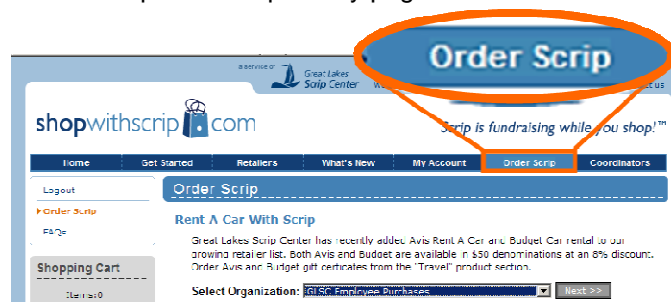 Order Scrip
a service of
Great Lakes
Scrip Center
shopwithscrip.com
Scrip is fundraising while you shop!™
Home Get Started Retailers What's New My Account Order Scrip Coordinators
Logout
Order Scrip
Order Scrip
FAQs
Rent A Car With Scrip
Great Lakes Scrip Center has recently added Avis Rent A Car and Budget Car rental to our
growing retailer list. Both Avis and Budget are available in $50 denominations at an 8% discount.
Order Avis and Budget gift certificates from the "Travel" product
section.
Shopping Cart
Items:0
Select Organization: GLSC Employee Purchases Next >>